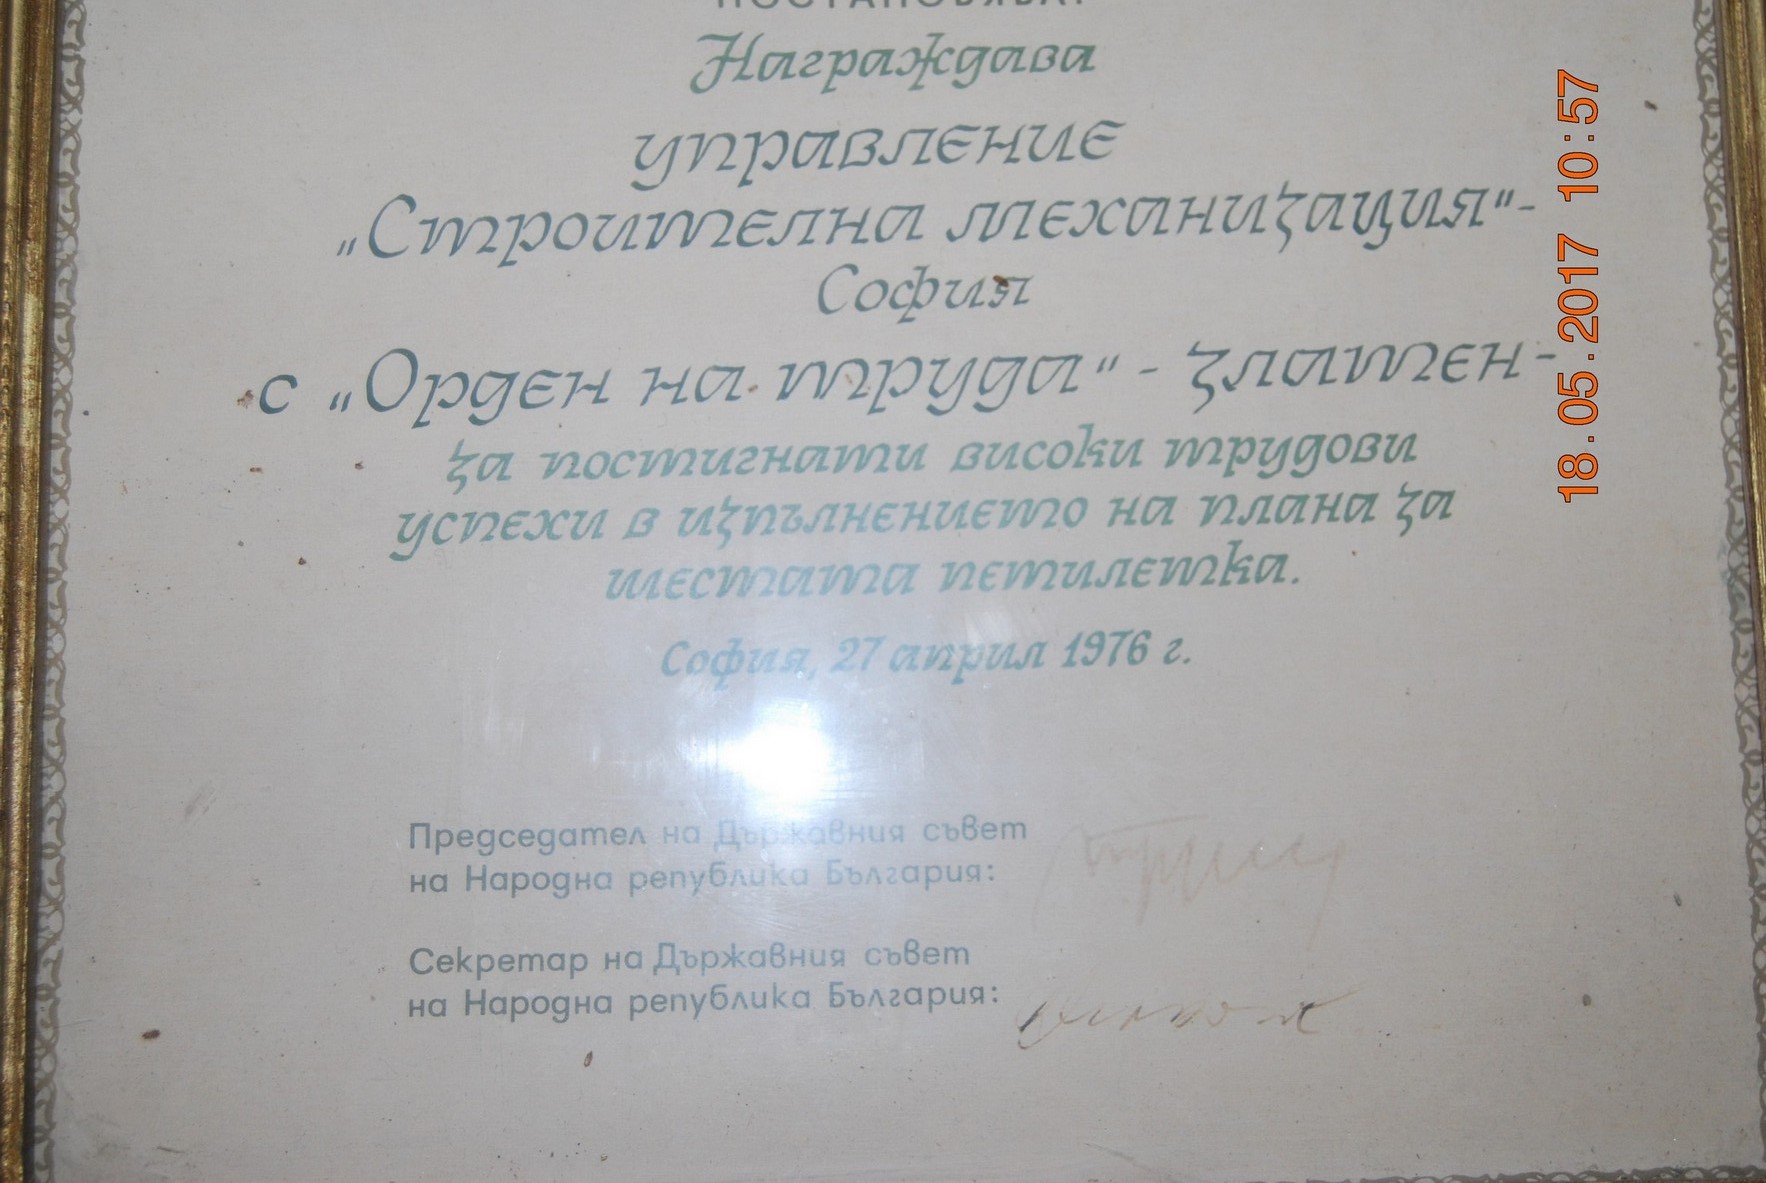 Награждава
управление
„Строителна механизация“-
София
с „Орден на труда“ - златен-
за постигнати високи трудови
успехи в изпълнението на плана за
шестата петилетка.
София, 27 април 1976 г.
Председател на Държавния съвет
на Народна република България:
Секретар на Държавния съвет
на Народна република България:
18.05.2017 10:57